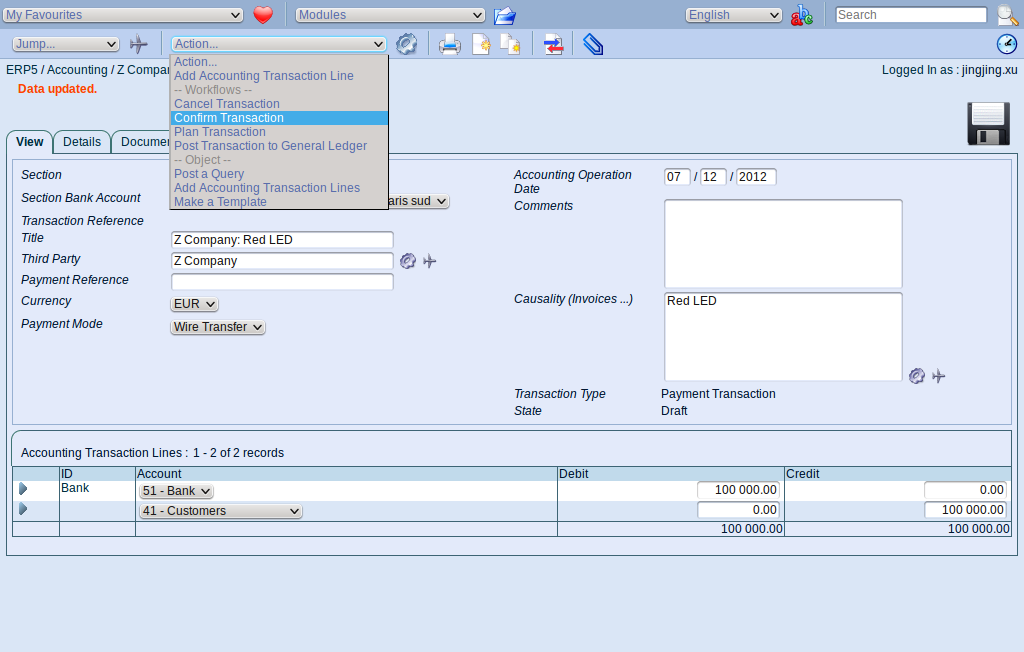 My Favourites
Modules
English
Search
Jump...
Action...
ERP5 / Accounting / Z Compa
Logged In as : jingjing.xu
Data updated.
Action...
Add Accounting Transaction Line
-- Workflows --
Cancel Transaction
Confirm Transaction
Plan Transaction
Post Transaction to General Ledger
-- Object --
Post a Query
Add Accounting Transaction Lines
Make a Template
View
Details
Docume
Section
Section Bank Account
aris sud
Transaction Reference
Title
Z Company: Red LED
Third Party
Z Company
Payment Reference
Currency
EUR
Payment Mode
Wire Transfer
Accounting Operation
Date
07 / 12 / 2012
Comments
Causality (Invoices ...)
Red LED
Transaction Type
Payment Transaction
State
Draft
Accounting Transaction Lines : 1 - 2 of 2 records
ID Account Debit Credit
Bank 51 - Bank 100 000.00 0.00
41 - Customers 0.00 100 000.00
100 000.00 100 000.00